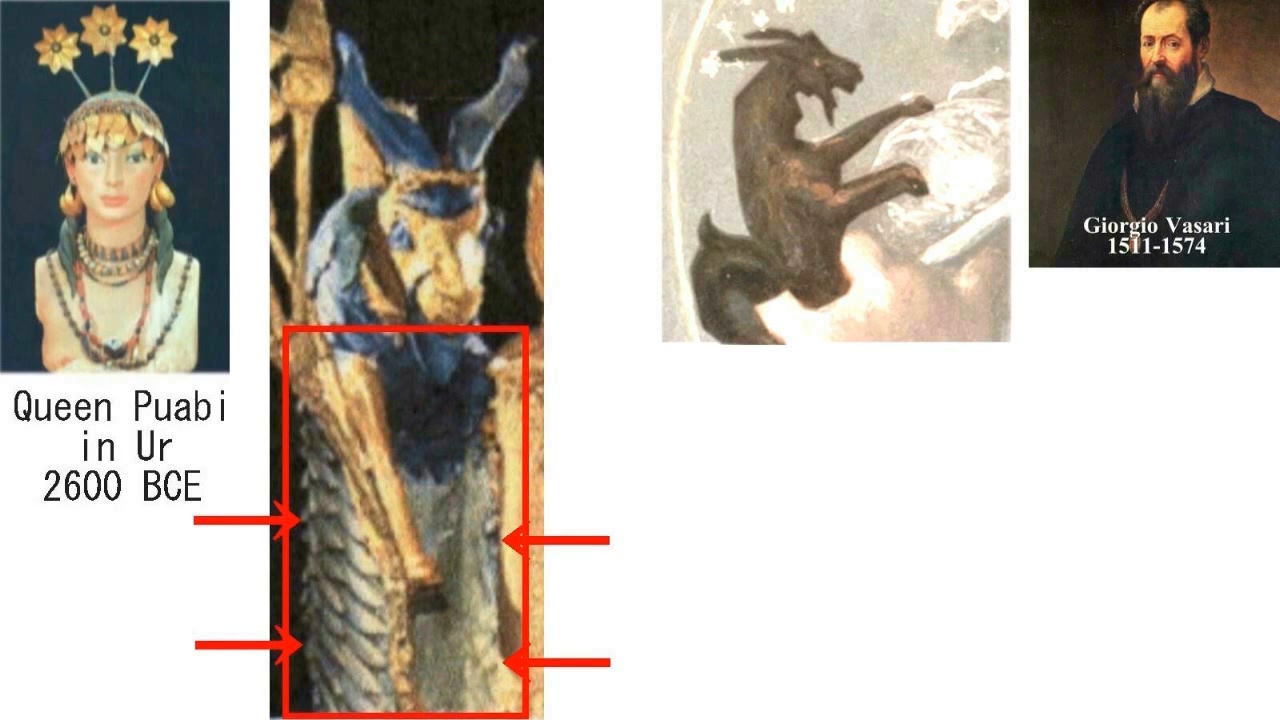 Queen Puabi
in Ur
2600 BCE
Giorgio Vasari
1511-1574